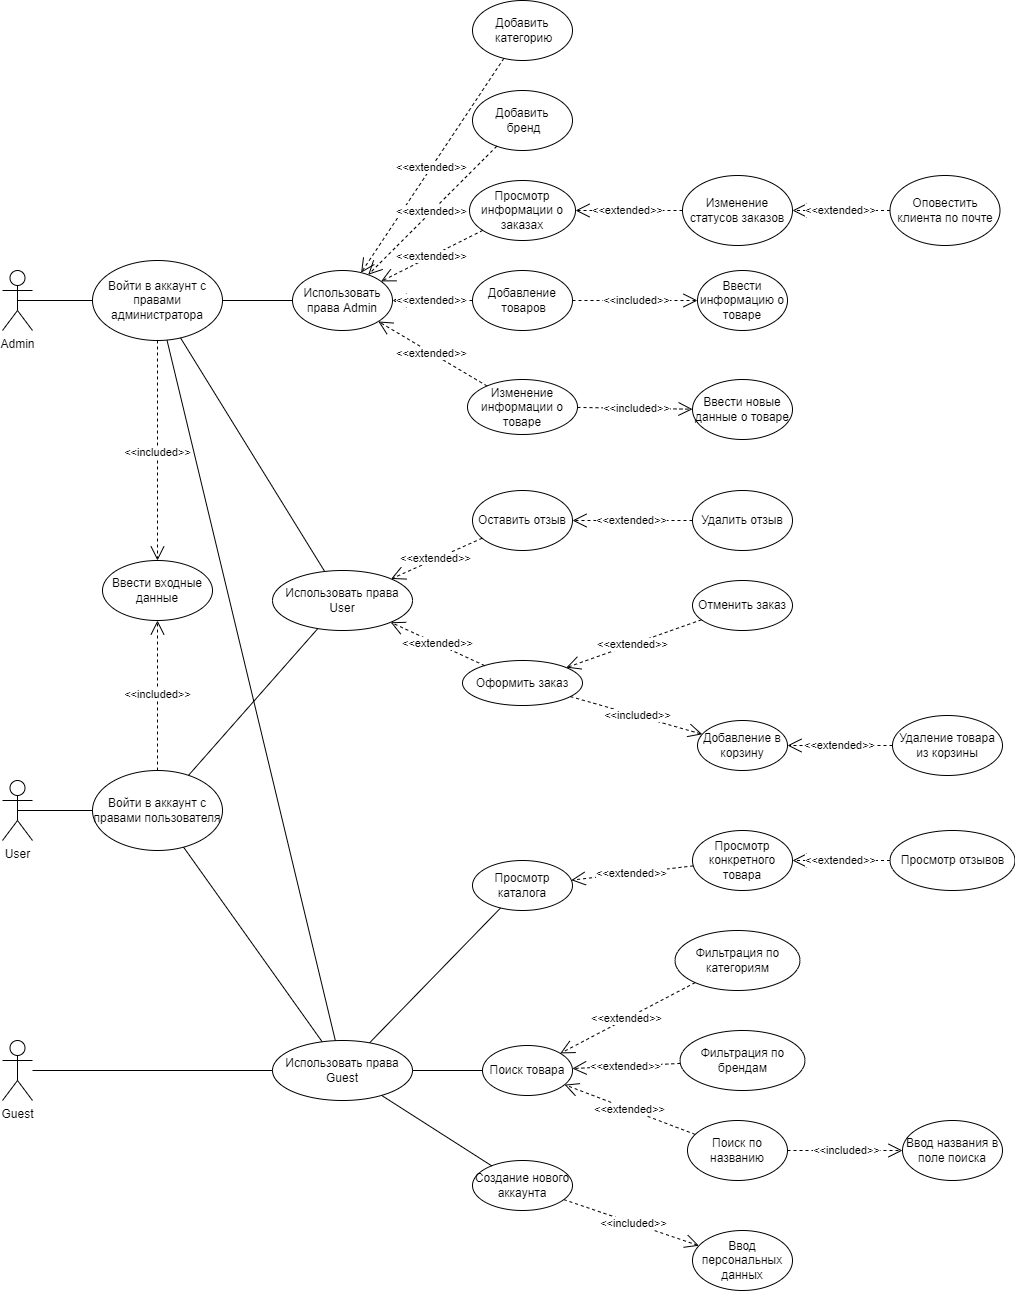 Добавить
категорию
Добавить
бренд
<<extended>>
Просмотр
информации о
заказах
<<extended>>
<<extended>>
Изменение
статусов заказов
<<extended>>
Оповестить
клиента по почте
<<extended>>
Admin
Войти в аккаунт с
правами
администратора
Использовать
права Admin
<<extended>>
Добавление
товаров
<<included>>
Ввести
информацию о
товаре
<<extended>>
Изменение
информации о
товаре
<<included>>
Ввести новые
данные о товаре
<<included>>
Оставить отзыв
<<extended>>
Удалить отзыв
<<extended>>
Ввести входные
данные
Использовать права
User
Отменить заказ
<<extended>>
<<extended>>
Оформить заказ
<<included>>
<<included>>
Добавление в
корзину
<<extended>>
Удаление товара
из корзины
User
Войти в аккаунт с
правами пользователя
Просмотр
каталога
<<extended>>
Просмотр
конкретного
товара
<<extended>>
Просмотр отзывов
Фильтрация по
категориям
<<extended>>
Guest
Использовать права
Guest
Поиск товара
<<extended>>
Фильтрация по
брендам
<<extended>>
Поиск по
названию
<<included>>
Ввод названия в
поле поиска
Создание нового
аккаунта
<<included>>
Ввод
персональных
данных